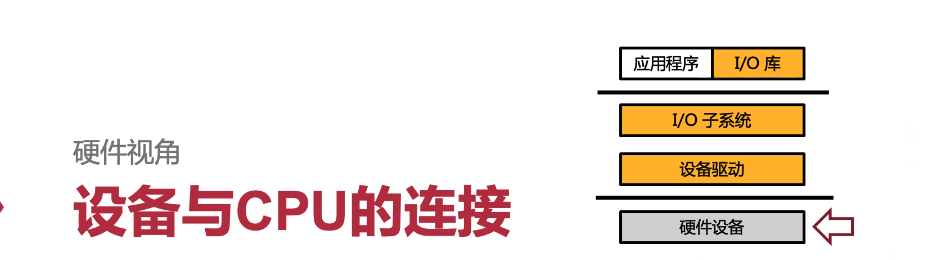 应用程序 I/O 库
I/O 子系统
硬件视角
设备驱动
设备与CPU的连接
硬件设备